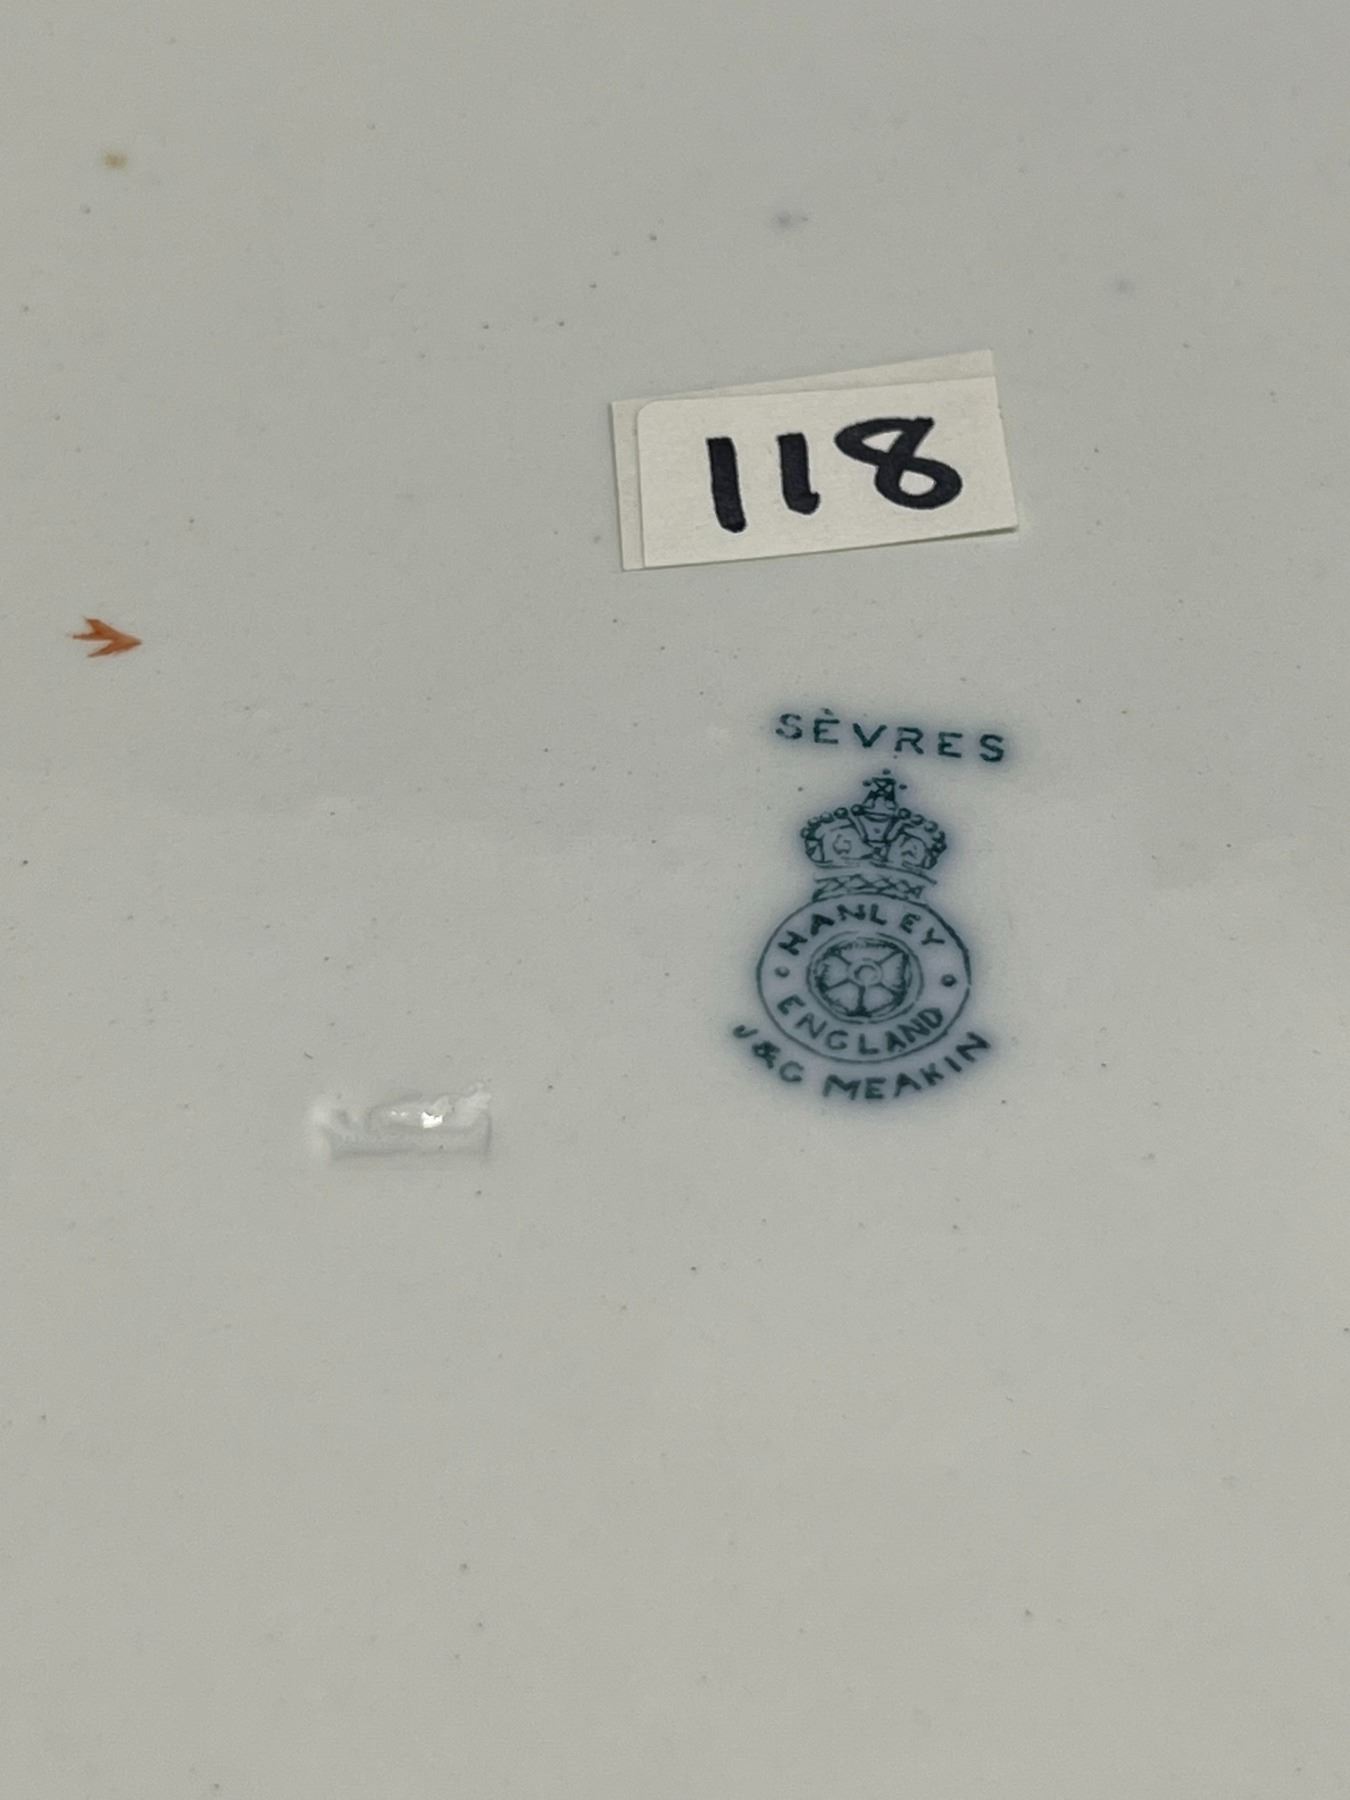 118
SÈVRES
HANLEY
ENGLAND
J&G MEAKIN